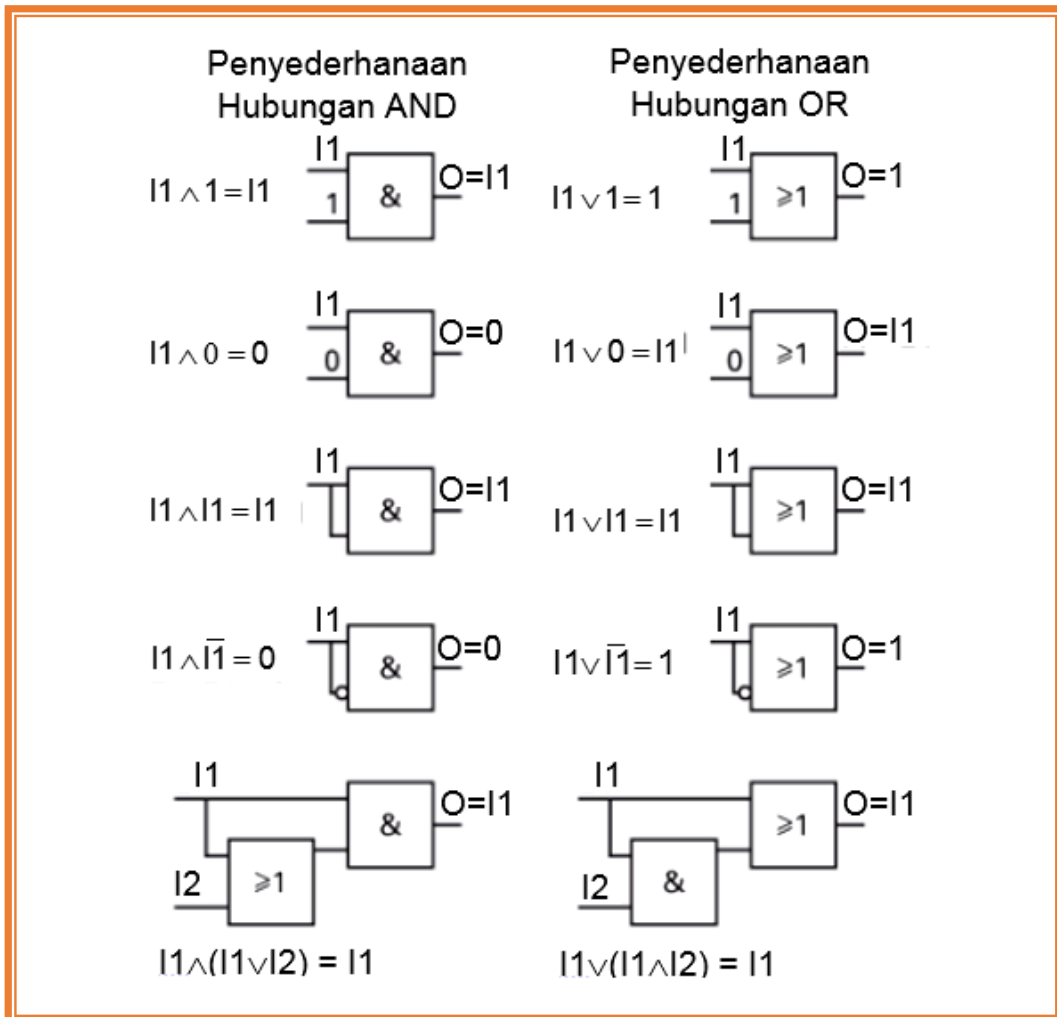 Penyederhanaan
Hubungan AND
I1
I1 ∧ 1 = I1
1
&
O=I1
I1
I1 ∧ 0 = 0
0
&
O=0
I1
I1 ∧ I1 = I1
&
O=I1
I1
I1 ∧ I̅1̅ = 0
&
O=0
I1
I2
≥1
&
O=I1
I1∧(I1∨I2) = I1
Penyederhanaan
Hubungan OR
I1
I1 ∨ 1 = 1
1
≥1
O=1
I1
I1 ∨ 0 = I1
0
≥1
O=I1
I1
I1 ∨ I1 = I1
≥1
O=I1
I1
I1 ∨ I̅1̅ = 1
≥1
O=1
I1
I2
&
≥1
O=I1
I1∨(I1∧I2) = I1